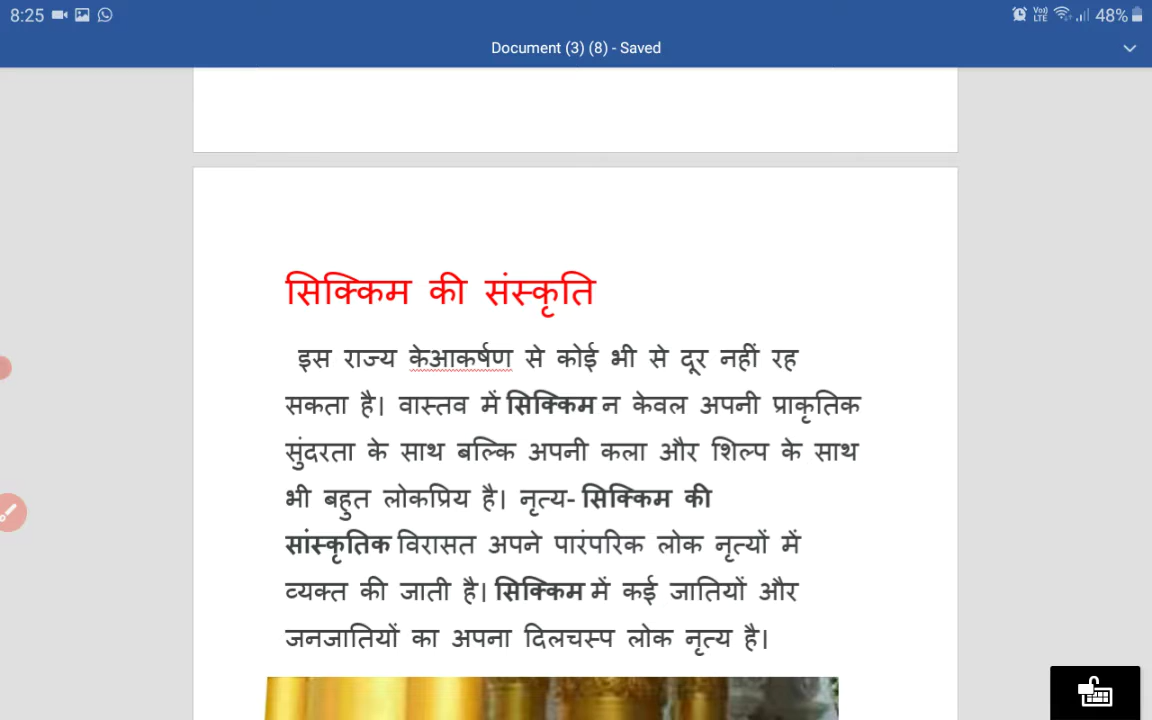 8:25
48%
Document (3) (8) - Saved
सिक्किम की संस्कृति
इस राज्य केआकर्षण से कोई भी से दूर नहीं रह
सकता है। वास्तव में सिक्किम न केवल अपनी प्राकृतिक
सुंदरता के साथ बल्कि अपनी कला और शिल्प के साथ
भी बहुत लोकप्रिय है। नृत्य- सिक्किम की
सांस्कृतिक विरासत अपने पारंपरिक लोक नृत्यों में
व्यक्त की जाती है। सिक्किम में कई जातियों और
जनजातियों का अपना दिलचस्प लोक नृत्य है।